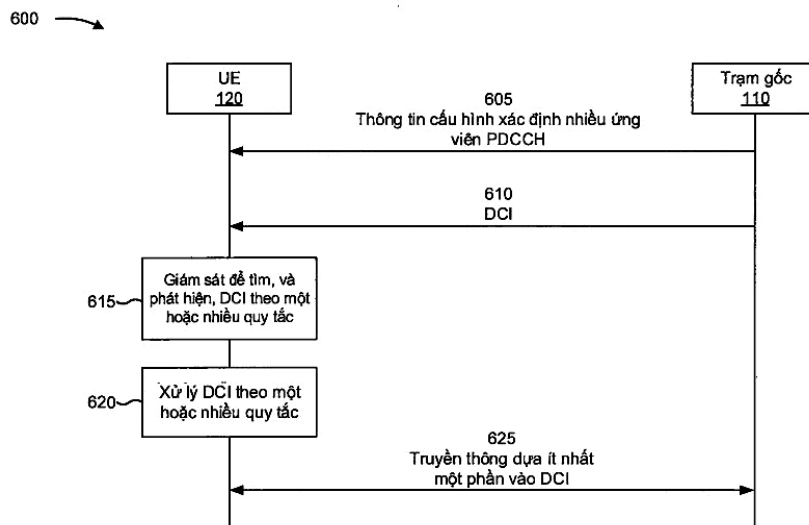 600
UE
120
Trạm gốc
110
605
Thông tin cấu hình xác định nhiều ứng
viên PDCCH
610
DCI
615
Giám sát để tìm, và
phát hiện, DCI theo một
hoặc nhiều quy tắc
620
Xử lý DCI theo một
hoặc nhiều quy tắc
625
Truyền thông dựa ít nhất
một phần vào DCI